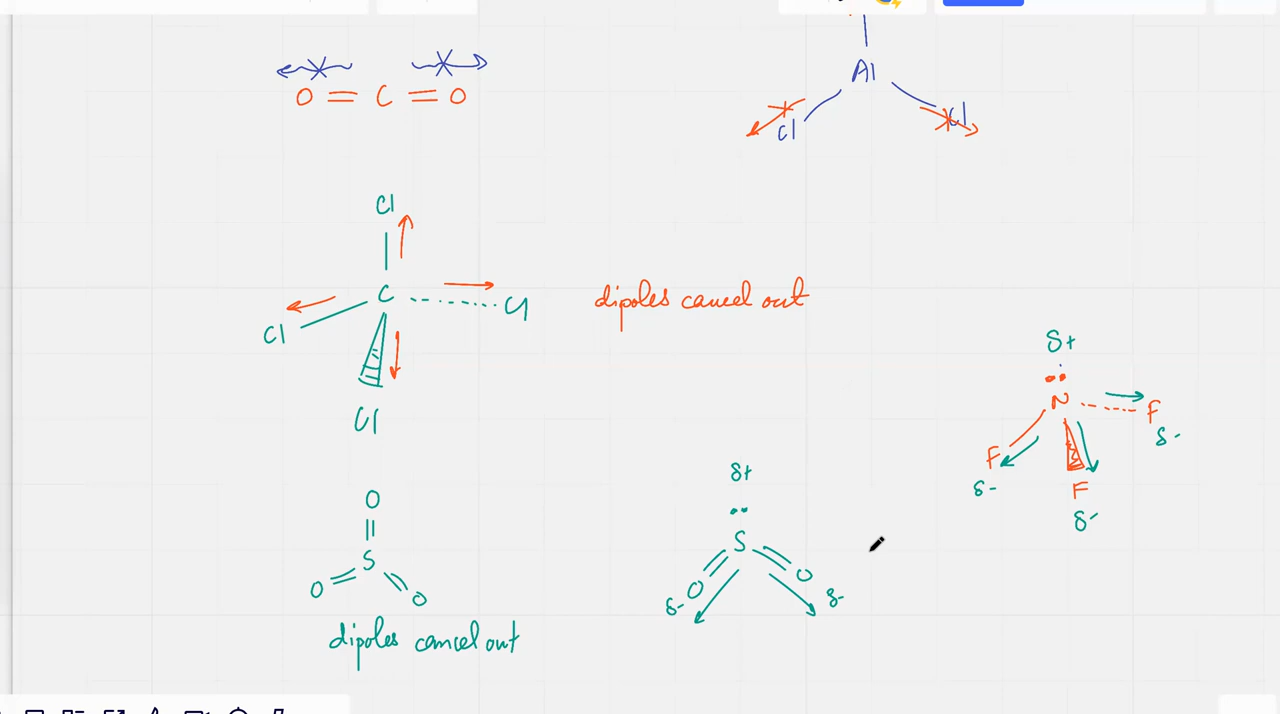 O = C = O
Al
Cl
Cl
Cl
C
Cl
Cl
Cl
dipoles cancel out
δ+
N
F
δ-
F
δ-
F
δ-
O
S
O
O
dipoles cancel out
δ+
S
O
O
δ-
δ-